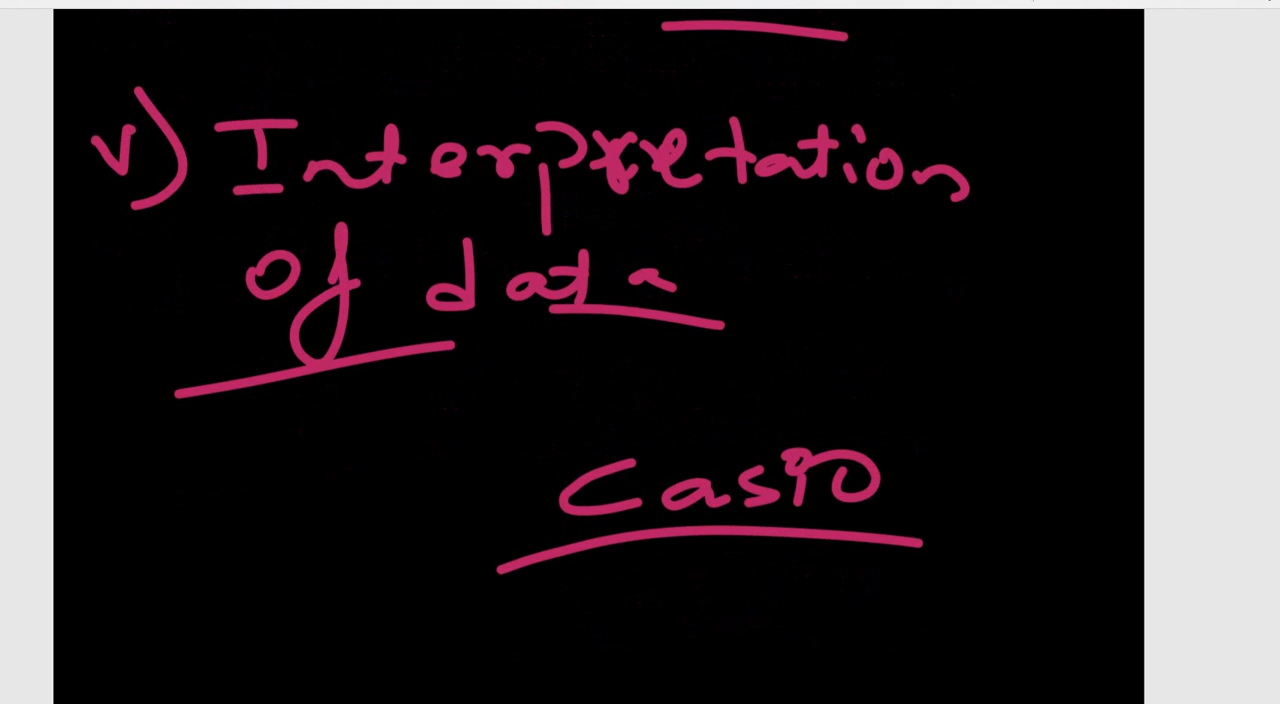 v) Interpretation
of data
Casio